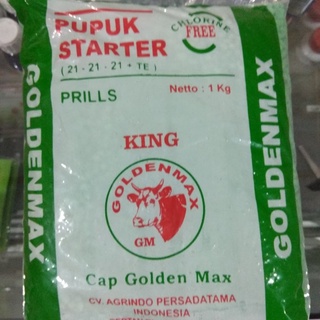 PUPUK
STARTER
(21 - 21 - 21 + TE)
CHLORINE
FREE
PRILLS
Netto : 1 Kg
KING
GOLDENMAX
GM
Cap Golden Max
CV. AGRINDO PERSADATAMA
INDONESIA
GOLDENMAX
GOLDENMAX